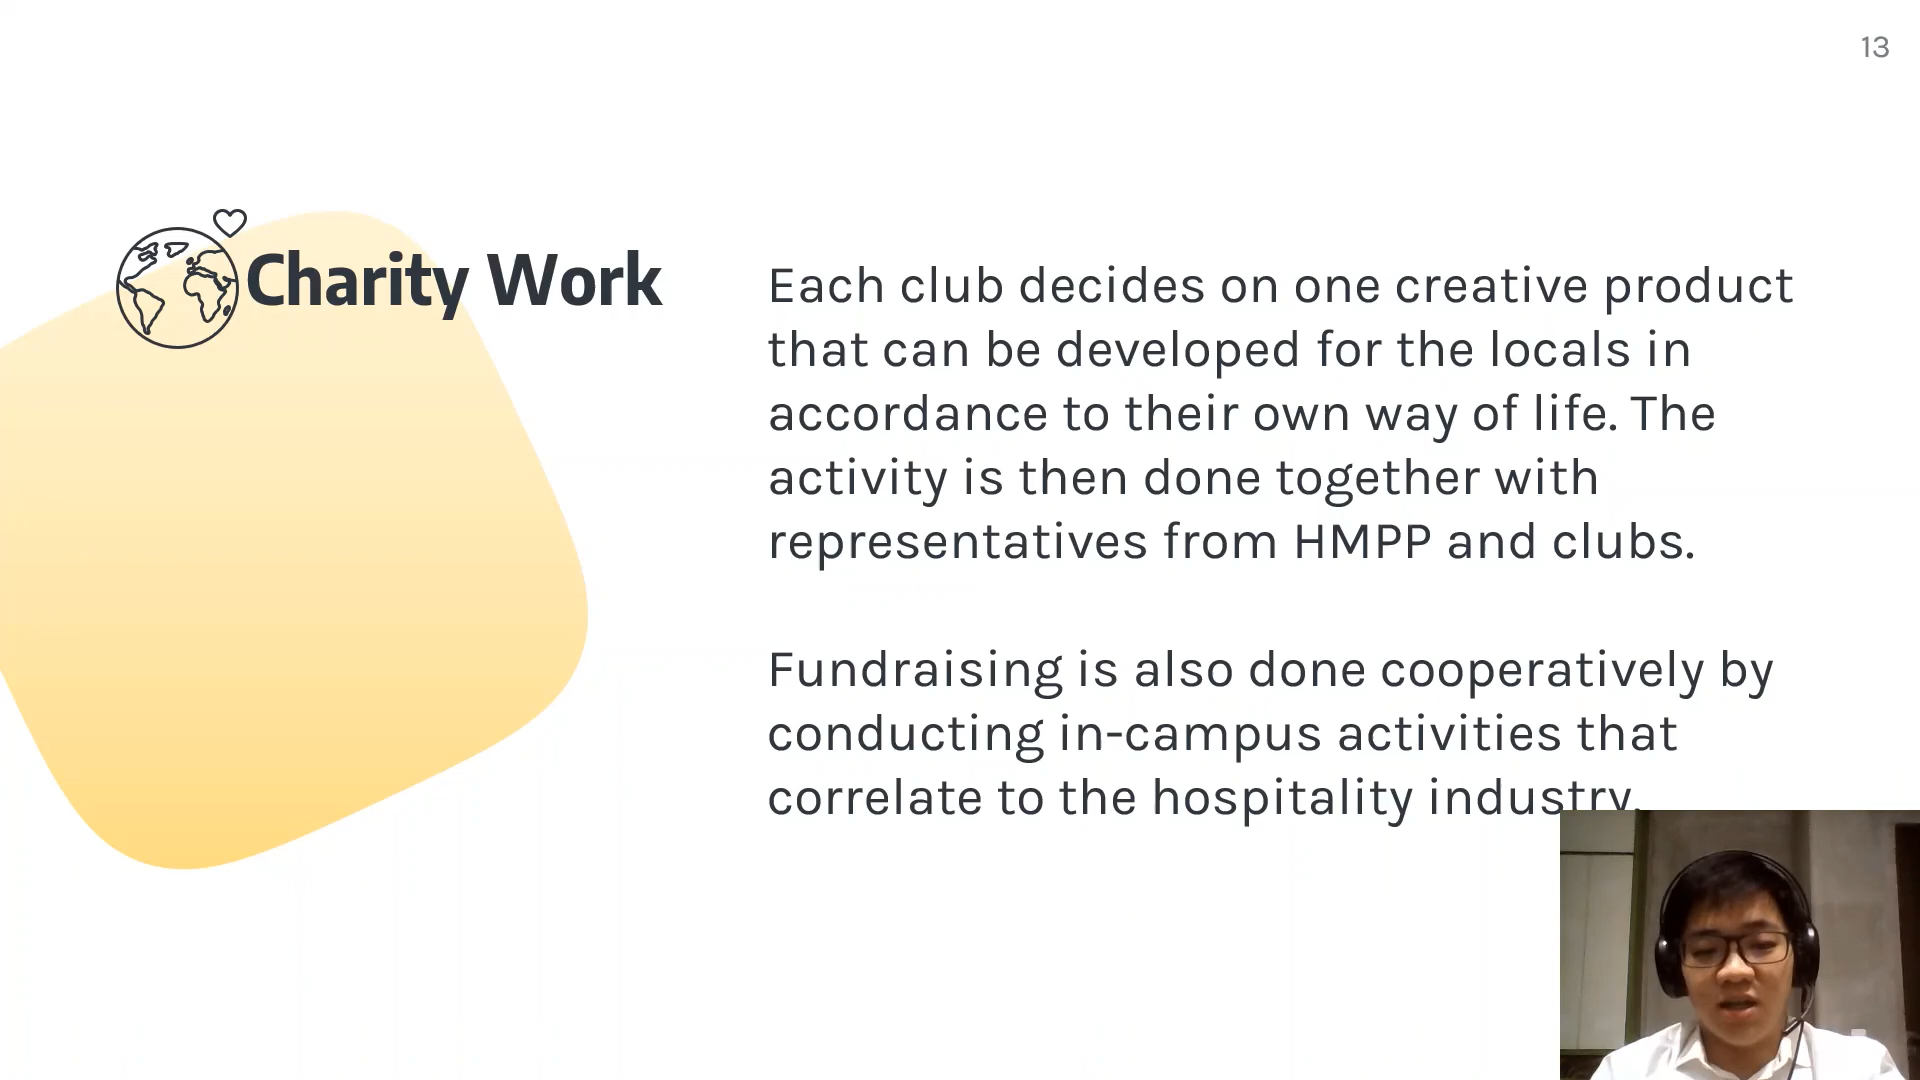 13
Charity Work
Each club decides on one creative product
that can be developed for the locals in
accordance to their own way of life. The
activity is then done together with
representatives from HMPP and clubs.
Fundraising is also done cooperatively by
conducting in-campus activities that
correlate to the hospitality industry.